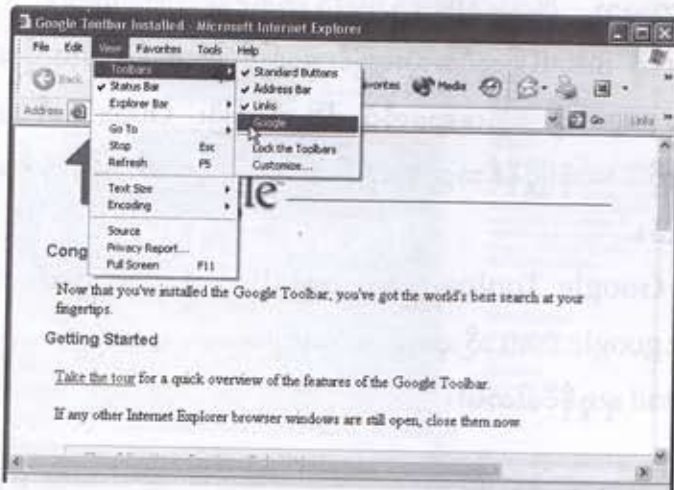 Google Toolbar Installed - Microsoft Internet Explorer
File Edit View Favorites Tools Help
Back Media
Address Go Links
Toolbars
Status Bar
Explorer Bar
Go To
Stop Esc
Refresh F5
Text Size
Encoding
Source
Privacy Report...
Full Screen F11
Standard Buttons
Address Bar
Links
Google
Lock the Toolbars
Customize...
Cong
Now that you've installed the Google Toolbar, you've got the world's best search at your
fingertips.
Getting Started
Take the tour for a quick overview of the features of the Google Toolbar.
If any other Internet Explorer browser windows are still open, close them now